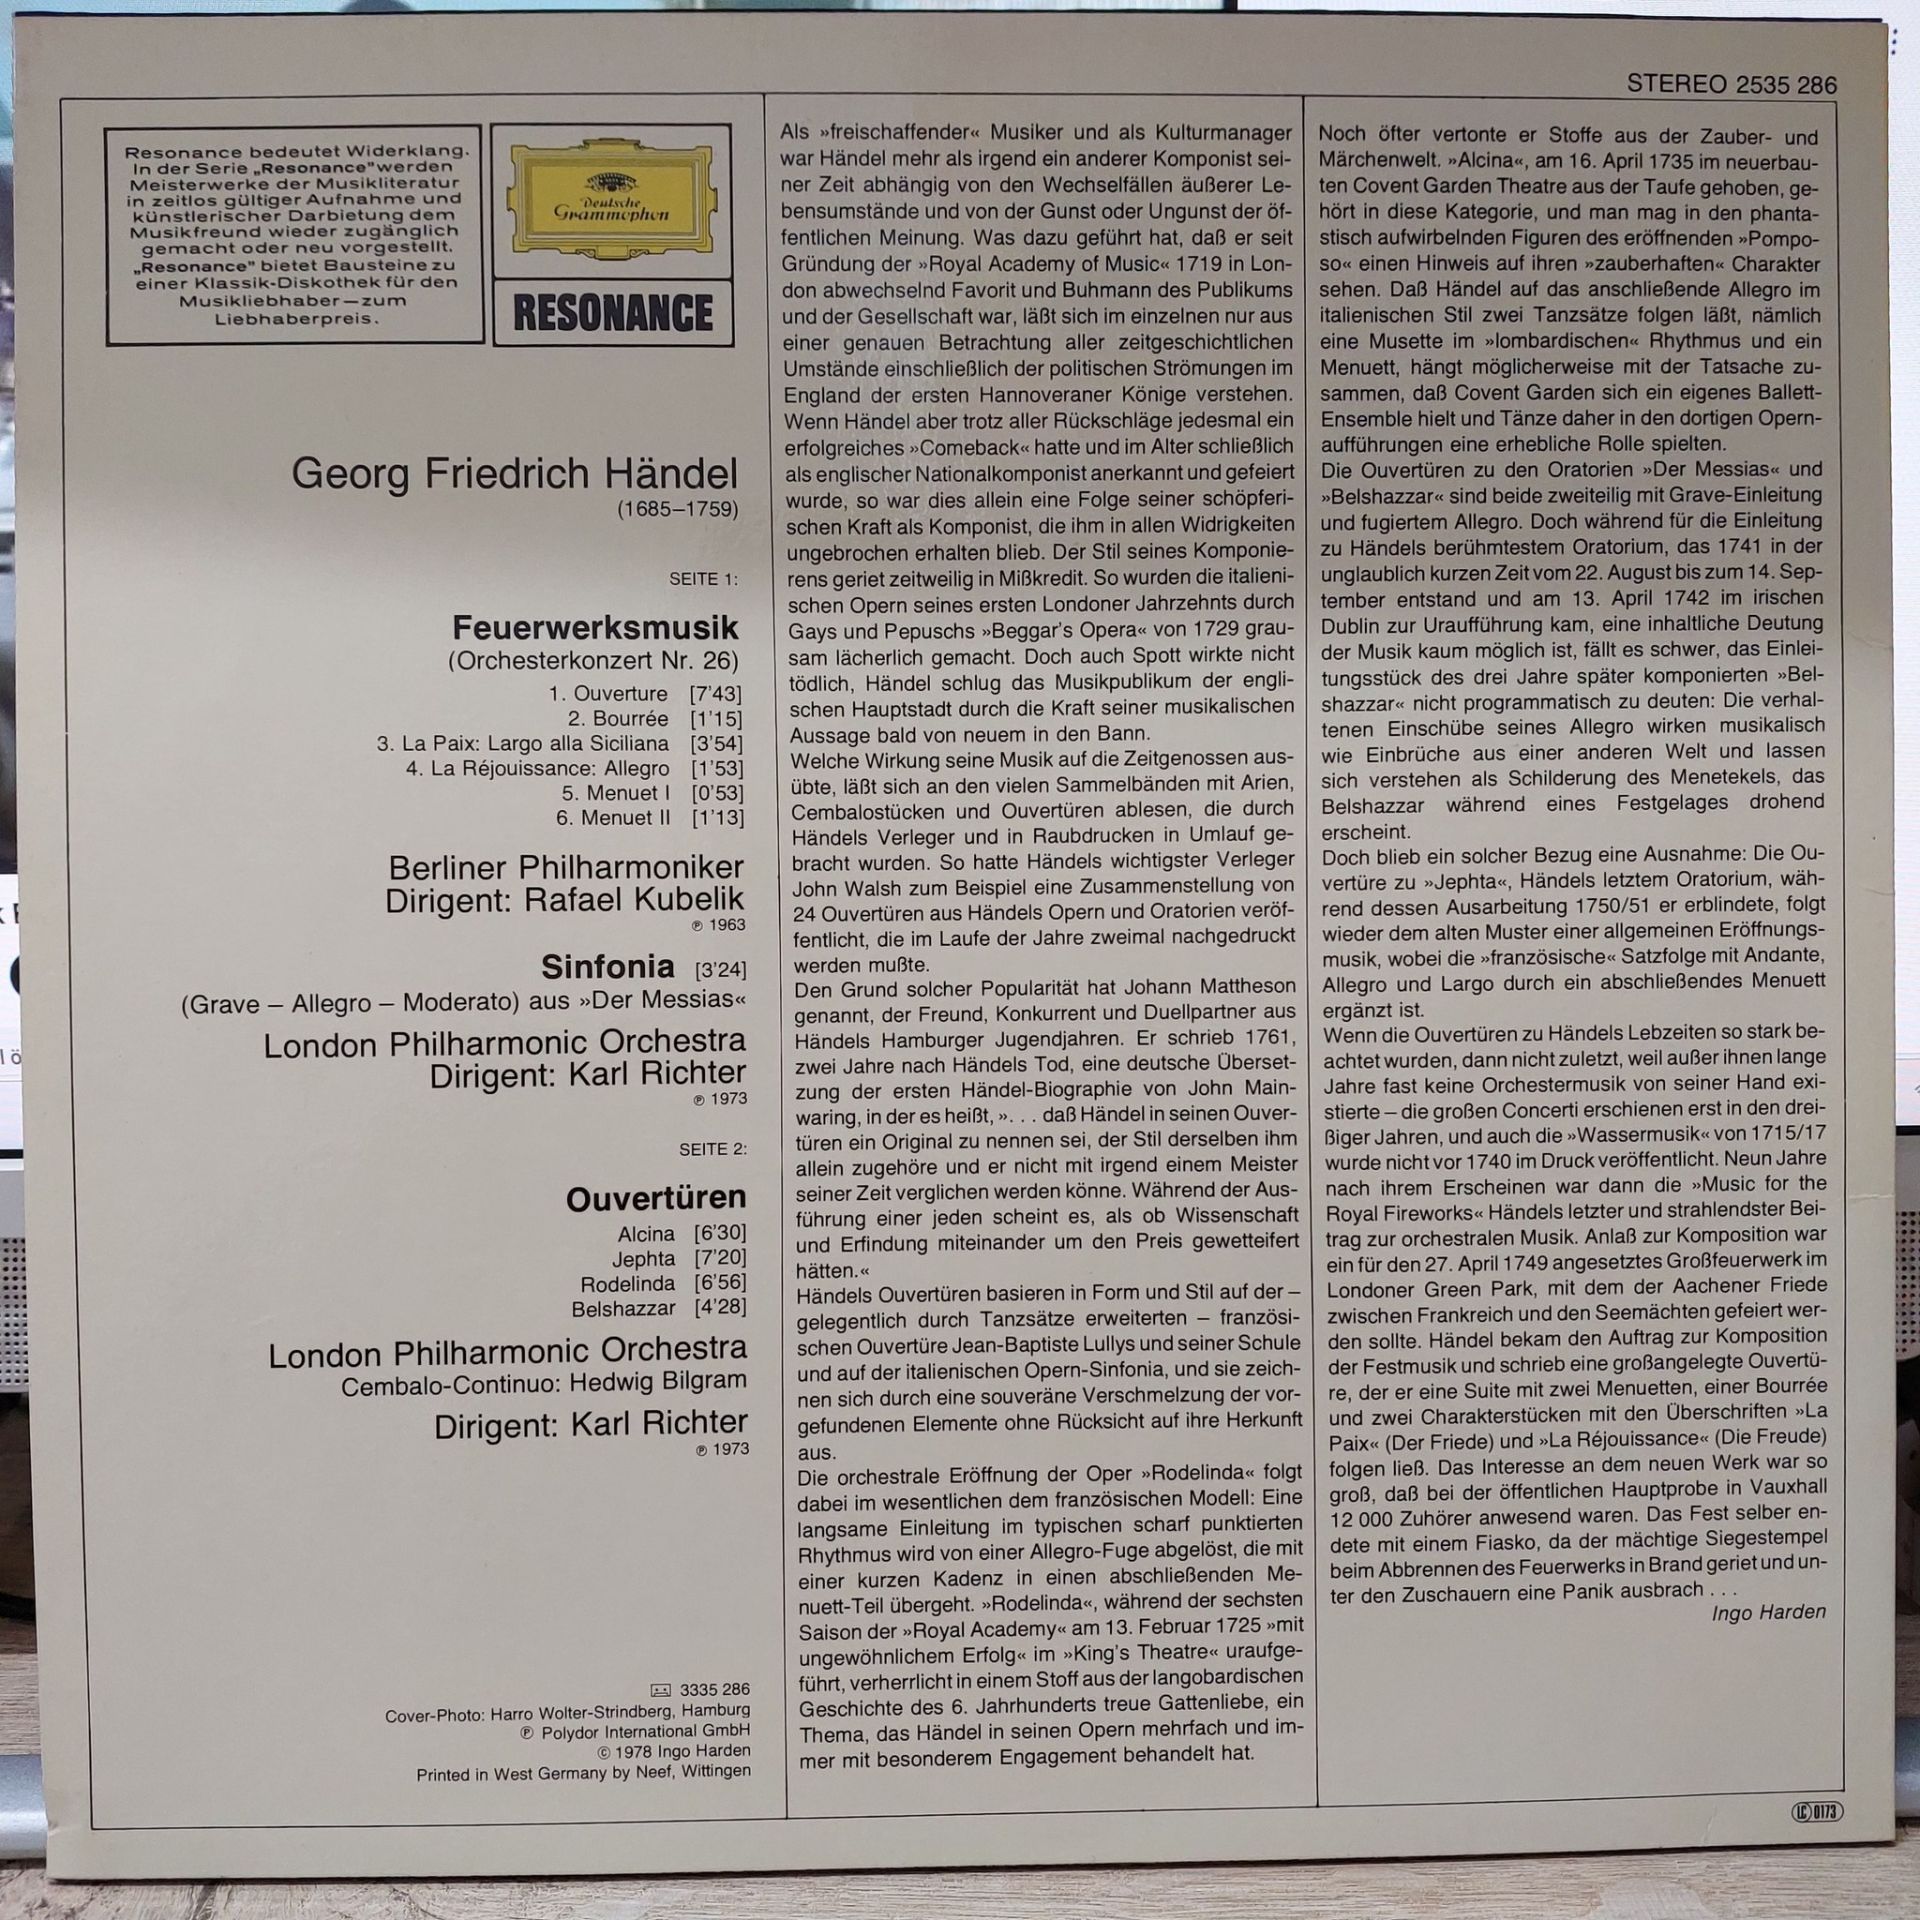 STEREO 2535 286
Resonance bedeutet Widerklang.
In der Serie „Resonance" werden
Meisterwerke der Musikliteratur
in zeitlos gültiger Aufnahme und
künstlerischer Darbietung dem
Musikfreund wieder zugänglich
gemacht oder neu vorgestellt.
„Resonance" bietet Bausteine zu
einer Klassik-Diskothek für den
Musikliebhaber – zum
Liebhaberpreis.
Deutsche
Grammophon
RESONANCE
Georg Friedrich Händel
(1685–1759)
SEITE 1:
Feuerwerksmusik
(Orchesterkonzert Nr. 26)
1. Ouverture [7'43]
2. Bourrée [1'15]
3. La Paix: Largo alla Siciliana [3'54]
4. La Réjouissance: Allegro [1'53]
5. Menuet I [0'53]
6. Menuet II [1'13]
Berliner Philharmoniker
Dirigent: Rafael Kubelik
℗ 1963
Sinfonia [3'24]
(Grave – Allegro – Moderato) aus »Der Messias«
London Philharmonic Orchestra
Dirigent: Karl Richter
℗ 1973
SEITE 2:
Ouvertüren
Alcina [6'30]
Jephta [7'20]
Rodelinda [6'56]
Belshazzar [4'28]
London Philharmonic Orchestra
Cembalo-Continuo: Hedwig Bilgram
Dirigent: Karl Richter
℗ 1973
3335 286
Cover-Photo: Harro Wolter-Strindberg, Hamburg
℗ Polydor International GmbH
© 1978 Ingo Harden
Printed in West Germany by Neef, Wittingen
Als »freischaffender« Musiker und als Kulturmanager
war Händel mehr als irgend ein anderer Komponist sei-
ner Zeit abhängig von den Wechselfällen äußerer Le-
bensumstände und von der Gunst oder Ungunst der öf-
fentlichen Meinung. Was dazu geführt hat, daß er seit
Gründung der »Royal Academy of Music« 1719 in Lon-
don abwechselnd Favorit und Buhmann des Publikums
und der Gesellschaft war, läßt sich im einzelnen nur aus
einer genauen Betrachtung aller zeitgeschichtlichen
Umstände einschließlich der politischen Strömungen im
England der ersten Hannoveraner Könige verstehen.
Wenn Händel aber trotz aller Rückschläge jedesmal ein
erfolgreiches »Comeback« hatte und im Alter schließlich
als englischer Nationalkomponist anerkannt und gefeiert
wurde, so war dies allein eine Folge seiner schöpferi-
schen Kraft als Komponist, die ihm in allen Widrigkeiten
ungebrochen erhalten blieb. Der Stil seines Komponie-
rens geriet zeitweilig in Mißkredit. So wurden die italieni-
schen Opern seines ersten Londoner Jahrzehnts durch
Gays und Pepuschs »Beggar's Opera« von 1729 grau-
sam lächerlich gemacht. Doch auch Spott wirkte nicht
tödlich, Händel schlug das Musikpublikum der engli-
schen Hauptstadt durch die Kraft seiner musikalischen
Aussage bald von neuem in den Bann.
Welche Wirkung seine Musik auf die Zeitgenossen aus-
übte, läßt sich an den vielen Sammelbänden mit Arien,
Cembalostücken und Ouvertüren ablesen, die durch
Händels Verleger und in Raubdrucken in Umlauf ge-
bracht wurden. So hatte Händels wichtigster Verleger
John Walsh zum Beispiel eine Zusammenstellung von
24 Ouvertüren aus Händels Opern und Oratorien veröf-
fentlicht, die im Laufe der Jahre zweimal nachgedruckt
werden mußte.
Den Grund solcher Popularität hat Johann Mattheson
genannt, der Freund, Konkurrent und Duellpartner aus
Händels Hamburger Jugendjahren. Er schrieb 1761,
zwei Jahre nach Händels Tod, eine deutsche Überset-
zung der ersten Händel-Biographie von John Main-
waring, in der es heißt, ». . . daß Händel in seinen Ouver-
türen ein Original zu nennen sei, der Stil derselben ihm
allein zugehöre und er nicht mit irgend einem Meister
seiner Zeit verglichen werden könne. Während der Aus-
führung einer jeden scheint es, als ob Wissenschaft
und Erfindung miteinander um den Preis gewetteifert
hätten.«
Händels Ouvertüren basieren in Form und Stil auf der –
gelegentlich durch Tanzsätze erweiterten – französi-
schen Ouvertüre Jean-Baptiste Lullys und seiner Schule
und auf der italienischen Opern-Sinfonia, und sie zeich-
nen sich durch eine souveräne Verschmelzung der vor-
gefundenen Elemente ohne Rücksicht auf ihre Herkunft
aus.
Die orchestrale Eröffnung der Oper »Rodelinda« folgt
dabei im wesentlichen dem französischen Modell: Eine
langsame Einleitung im typischen scharf punktierten
Rhythmus wird von einer Allegro-Fuge abgelöst, die mit
einer kurzen Kadenz in einen abschließenden Me-
nuett-Teil übergeht. »Rodelinda«, während der sechsten
Saison der »Royal Academy« am 13. Februar 1725 »mit
ungewöhnlichem Erfolg« im »King's Theatre« uraufge-
führt, verherrlicht in einem Stoff aus der langobardischen
Geschichte des 6. Jahrhunderts treue Gattenliebe, ein
Thema, das Händel in seinen Opern mehrfach und im-
mer mit besonderem Engagement behandelt hat.
Noch öfter vertonte er Stoffe aus der Zauber- und
Märchenwelt. »Alcina«, am 16. April 1735 im neuerbau-
ten Covent Garden Theatre aus der Taufe gehoben, ge-
hört in diese Kategorie, und man mag in den phanta-
stisch aufwirbelnden Figuren des eröffnenden »Pompo-
so« einen Hinweis auf ihren »zauberhaften« Charakter
sehen. Daß Händel auf das anschließende Allegro im
italienischen Stil zwei Tanzsätze folgen läßt, nämlich
eine Musette im »lombardischen« Rhythmus und ein
Menuett, hängt möglicherweise mit der Tatsache zu-
sammen, daß Covent Garden sich ein eigenes Ballett-
Ensemble hielt und Tänze daher in den dortigen Opern-
aufführungen eine erhebliche Rolle spielten.
Die Ouvertüren zu den Oratorien »Der Messias« und
»Belshazzar« sind beide zweiteilig mit Grave-Einleitung
und fugiertem Allegro. Doch während für die Einleitung
zu Händels berühmtestem Oratorium, das 1741 in der
unglaublich kurzen Zeit vom 22. August bis zum 14. Sep-
tember entstand und am 13. April 1742 im irischen
Dublin zur Uraufführung kam, eine inhaltliche Deutung
der Musik kaum möglich ist, fällt es schwer, das Einlei-
tungsstück des drei Jahre später komponierten »Bel-
shazzar« nicht programmatisch zu deuten: Die verhal-
tenen Einschübe seines Allegro wirken musikalisch
wie Einbrüche aus einer anderen Welt und lassen
sich verstehen als Schilderung des Menetekels, das
Belshazzar während eines Festgelages drohend
erscheint.
Doch blieb ein solcher Bezug eine Ausnahme: Die Ou-
vertüre zu »Jephta«, Händels letztem Oratorium, wäh-
rend dessen Ausarbeitung 1750/51 er erblindete, folgt
wieder dem alten Muster einer allgemeinen Eröffnungs-
musik, wobei die »französische« Satzfolge mit Andante,
Allegro und Largo durch ein abschließendes Menuett
ergänzt ist.
Wenn die Ouvertüren zu Händels Lebzeiten so stark be-
achtet wurden, dann nicht zuletzt, weil außer ihnen lange
Jahre fast keine Orchestermusik von seiner Hand exi-
stierte – die großen Concerti erschienen erst in den drei-
ßiger Jahren, und auch die »Wassermusik« von 1715/17
wurde nicht vor 1740 im Druck veröffentlicht. Neun Jahre
nach ihrem Erscheinen war dann die »Music for the
Royal Fireworks« Händels letzter und strahlendster Bei-
trag zur orchestralen Musik. Anlaß zur Komposition war
ein für den 27. April 1749 angesetztes Großfeuerwerk im
Londoner Green Park, mit dem der Aachener Friede
zwischen Frankreich und den Seemächten gefeiert wer-
den sollte. Händel bekam den Auftrag zur Komposition
der Festmusik und schrieb eine großangelegte Ouvertü-
re, der er eine Suite mit zwei Menuetten, einer Bourrée
und zwei Charakterstücken mit den Überschriften »La
Paix« (Der Friede) und »La Réjouissance« (Die Freude)
folgen ließ. Das Interesse an dem neuen Werk war so
groß, daß bei der öffentlichen Hauptprobe in Vauxhall
12 000 Zuhörer anwesend waren. Das Fest selber en-
dete mit einem Fiasko, da der mächtige Siegestempel
beim Abbrennen des Feuerwerks in Brand geriet und un-
ter den Zuschauern eine Panik ausbrach . . .
Ingo Harden
LC 0173